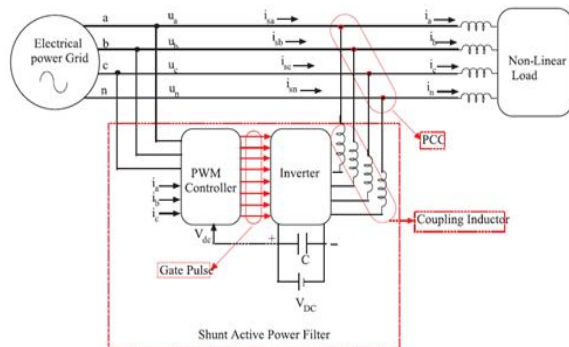 a u_a i_sa i_a
Electrical power Grid
b u_b i_sb i_b
c u_c i_sc i_c
n u_n i_sn i_n
Non-Linear Load
PCC
PWM Controller
Inverter
i_a
i_b
i_c
V_dc
+ C −
Coupling Inductor
Gate Pulse
V_DC
Shunt Active Power Filter